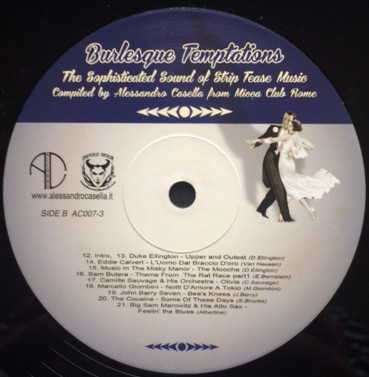 Burlesque Temptations
The Sophisticated Sound of Strip Tease Music
Compiled by Alessandro Casella from Micca Club Rome
www.alessandrocasella.it
SIDE B AC007-3
12. Intro, 13. Duke Ellington - Upper and Outest (D.Ellington)
14. Eddie Calvert - L'Uomo Dal Braccio D'oro (Van Heusen)
15. Music In The Misky Manor - The Mooche (D.Ellington)
16. Sam Butera - Theme From The Rat Race part1 (E.Bernstein)
17. Camille Sauvage & His Orchestra - Olivia (C.Sauvage)
18. Marcello Giombini - Notti D'Amore A Tokio (M.Giombini)
19. John Barry Seven - Bee's Knees (J.Barry)
20. The Cousins - Some Of These Days (S.Brooks)
21. Big Sam Marowitz & His Alto Sax -
Feelin' the Blues (Albertine)